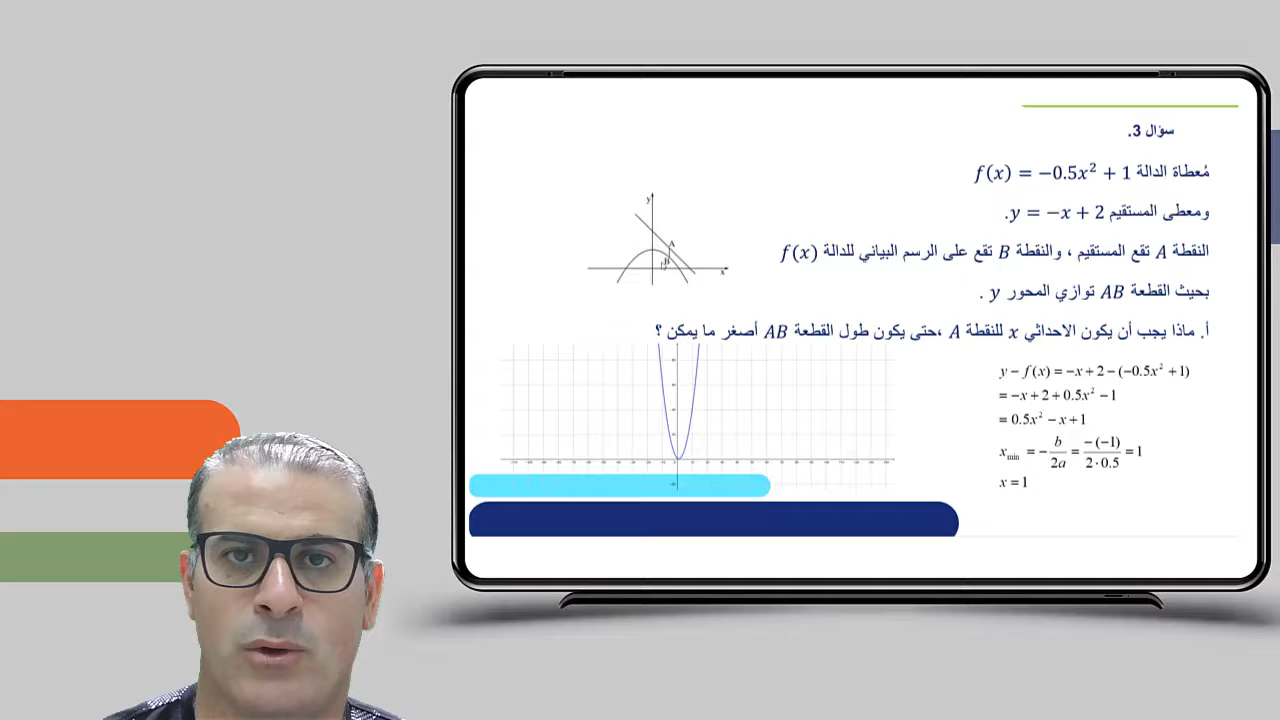 سؤال 3.
مُعطاة الدالة f(x) = −0.5x² + 1
ومعطى المستقيم y = −x + 2.
النقطة A تقع المستقيم ، والنقطة B تقع على الرسم البياني للدالة f(x)
بحيث القطعة AB توازي المحور y .
أ. ماذا يجب أن يكون الاحداثي x للنقطة A ،حتى يكون طول القطعة AB أصغر ما يمكن ؟
y
A
B
x
y − f(x) = −x + 2 − (−0.5x² + 1)
= −x + 2 + 0.5x² − 1
= 0.5x² − x + 1
x_min = − b/2a = −(−1)/2·0.5 = 1
x = 1